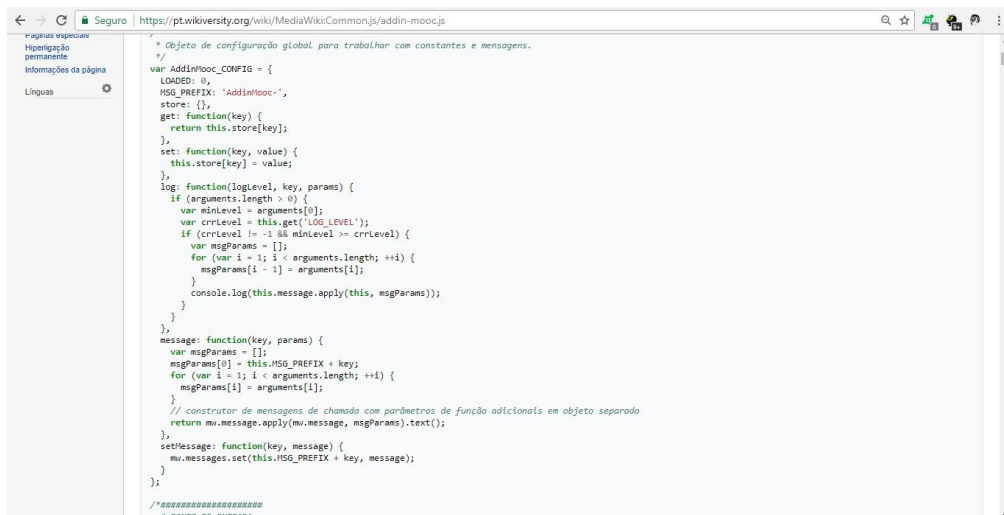 Seguro | https://pt.wikiversity.org/wiki/MediaWiki:Common.js/addin-mooc.js
Páginas especiais
Hiperligação
permanente
Informações da página
Línguas
* Objeto de configuração global para trabalhar com constantes e mensagens.
*/
var AddinMooc_CONFIG = {
LOADED: 0,
MSG_PREFIX: 'AddinMooc-',
store: {},
get: function(key) {
return this.store[key];
},
set: function(key, value) {
this.store[key] = value;
},
log: function(logLevel, key, params) {
if (arguments.length > 0) {
var minLevel = arguments[0];
var crrLevel = this.get('LOG_LEVEL');
if (crrLevel != -1 && minLevel >= crrLevel) {
var msgParams = [];
for (var i = 1; i < arguments.length; ++i) {
msgParams[i - 1] = arguments[i];
}
console.log(this.message.apply(this, msgParams));
}
}
},
message: function(key, params) {
var msgParams = [];
msgParams[0] = this.MSG_PREFIX + key;
for (var i = 1; i < arguments.length; ++i) {
msgParams[i] = arguments[i];
}
// construtor de mensagens de chamada com parâmetros de função adicionais em objeto separado
return mw.message.apply(mw.message, msgParams).text();
},
setMessage: function(key, message) {
mw.messages.set(this.MSG_PREFIX + key, message);
}
};
/*####################